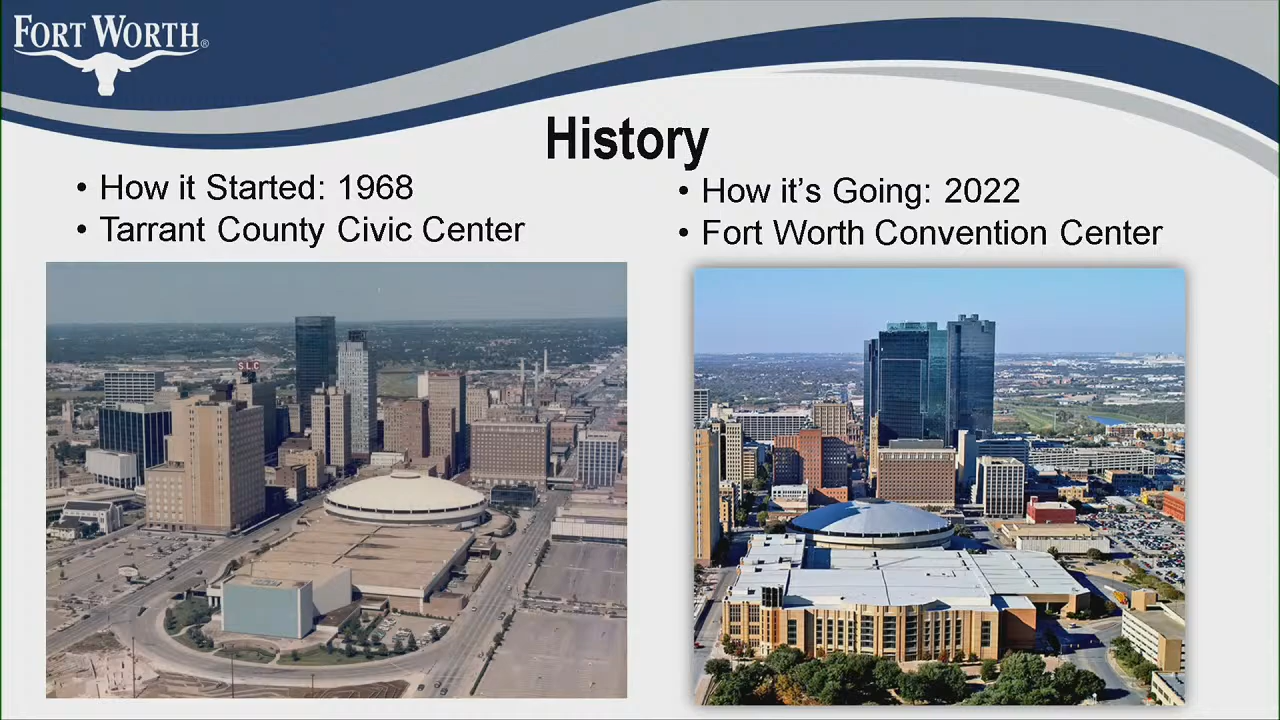 FORT WORTH®
History
• How it Started: 1968
• Tarrant County Civic Center
• How it’s Going: 2022
• Fort Worth Convention Center
SLC